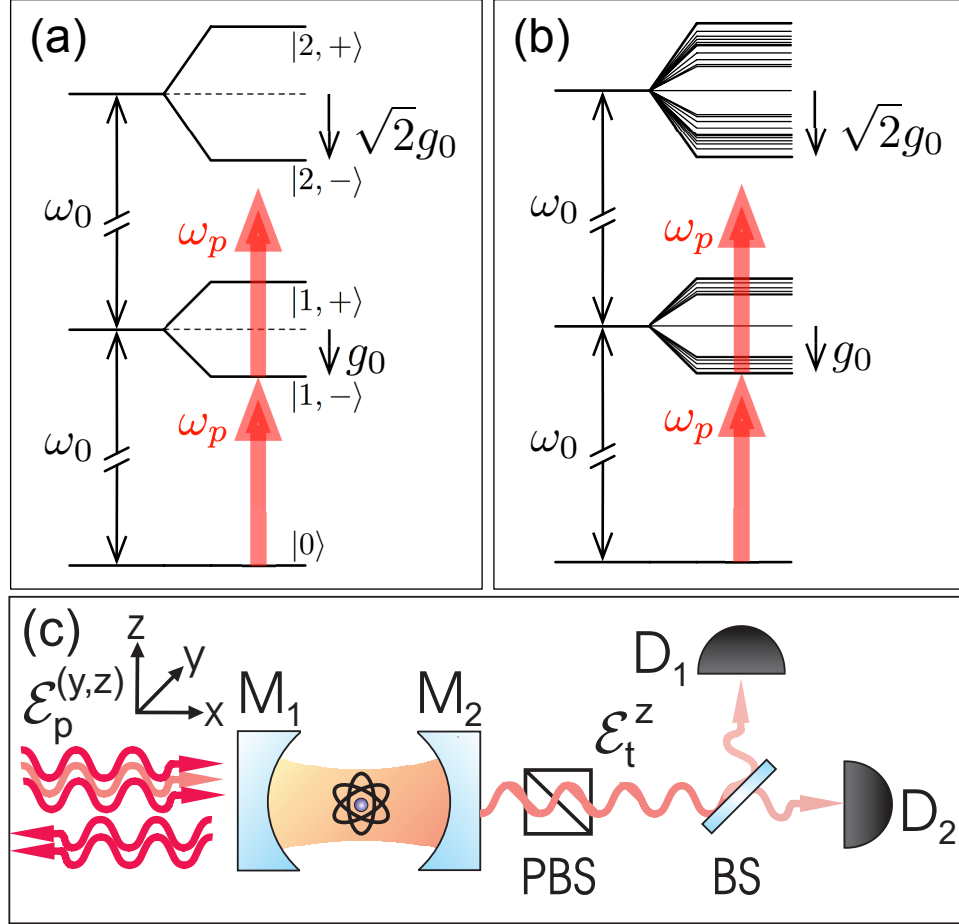 (a)
|2,+⟩
√2g₀
|2,−⟩
ω₀
ωₚ
|1,+⟩
g₀
|1,−⟩
ω₀
ωₚ
|0⟩
(b)
√2g₀
ω₀
ωₚ
g₀
ω₀
ωₚ
(c)
z
y
x
ℰₚ^(y,z)
M₁
M₂
PBS
ℰₜ^z
BS
D₁
D₂